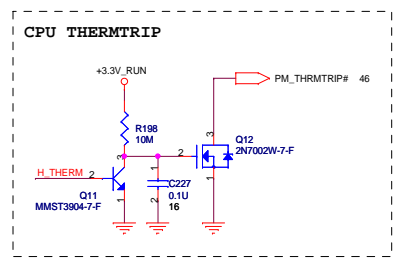 CPU THERMTRIP
+3.3V_RUN
PM_THRMTRIP# 46
R198
10M
3
3
Q12
2N7002W-7-F
2
H_THERM 2
1
1
C227
0.1U
16
Q11
MMST3904-7-F
1
2